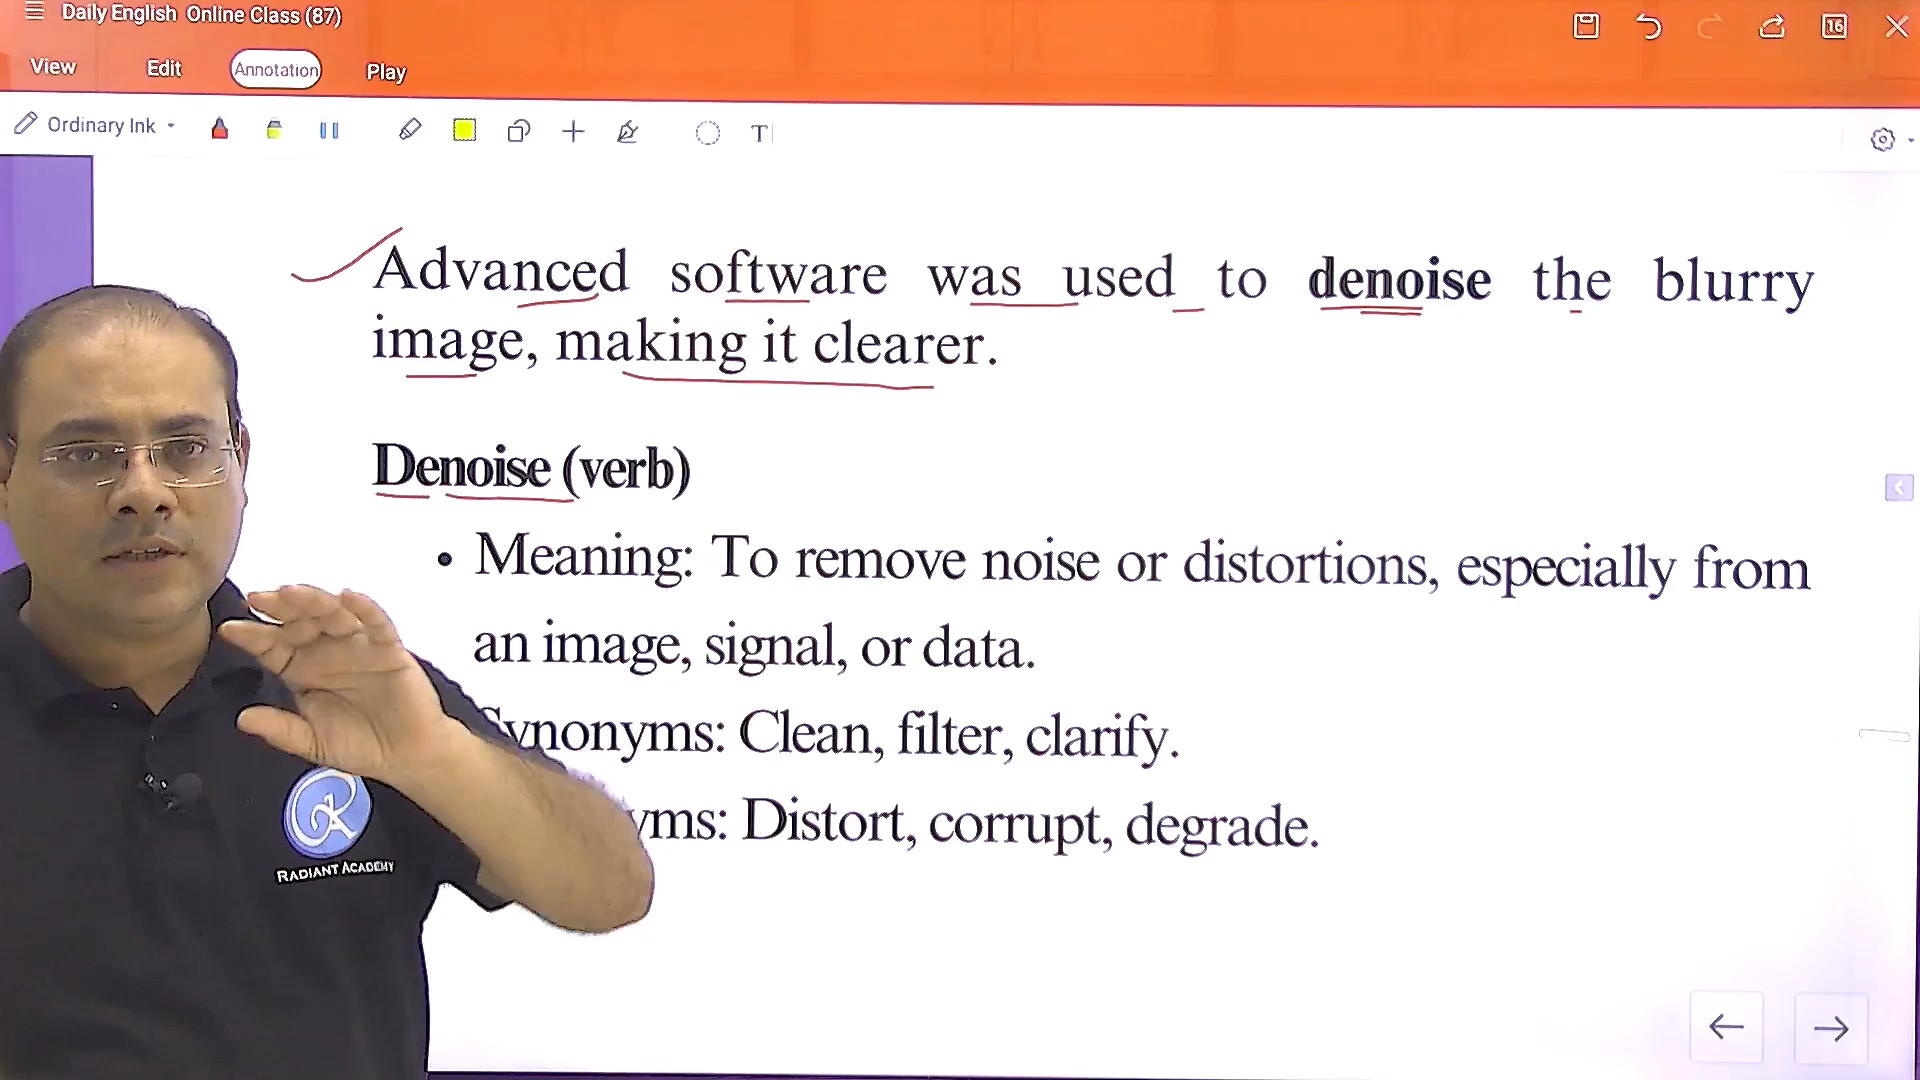 Daily English Online Class (87)
16
View Edit Annotation Play
Ordinary Ink
T
Advanced software was used to denoise the blurry
image, making it clearer.
Denoise (verb)
• Meaning: To remove noise or distortions, especially from
an image, signal, or data.
Synonyms: Clean, filter, clarify.
yms: Distort, corrupt, degrade.
RADIANT ACADEMY